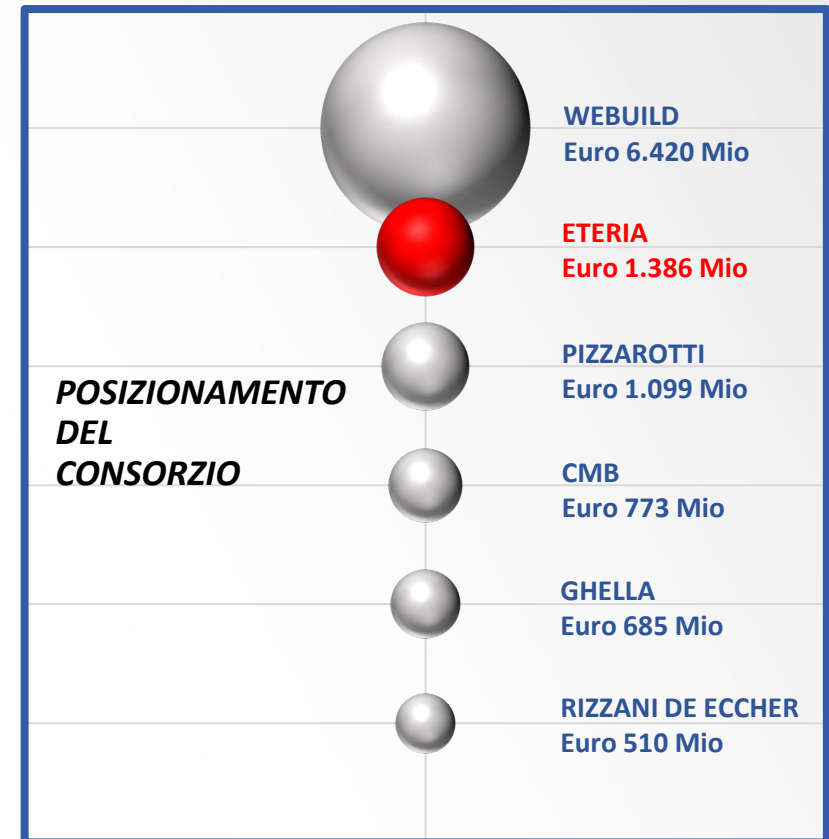 WEBUILD
Euro 6.420 Mio
ETERIA
Euro 1.386 Mio
PIZZAROTTI
Euro 1.099 Mio
POSIZIONAMENTO
DEL
CONSORZIO
CMB
Euro 773 Mio
GHELLA
Euro 685 Mio
RIZZANI DE ECCHER
Euro 510 Mio